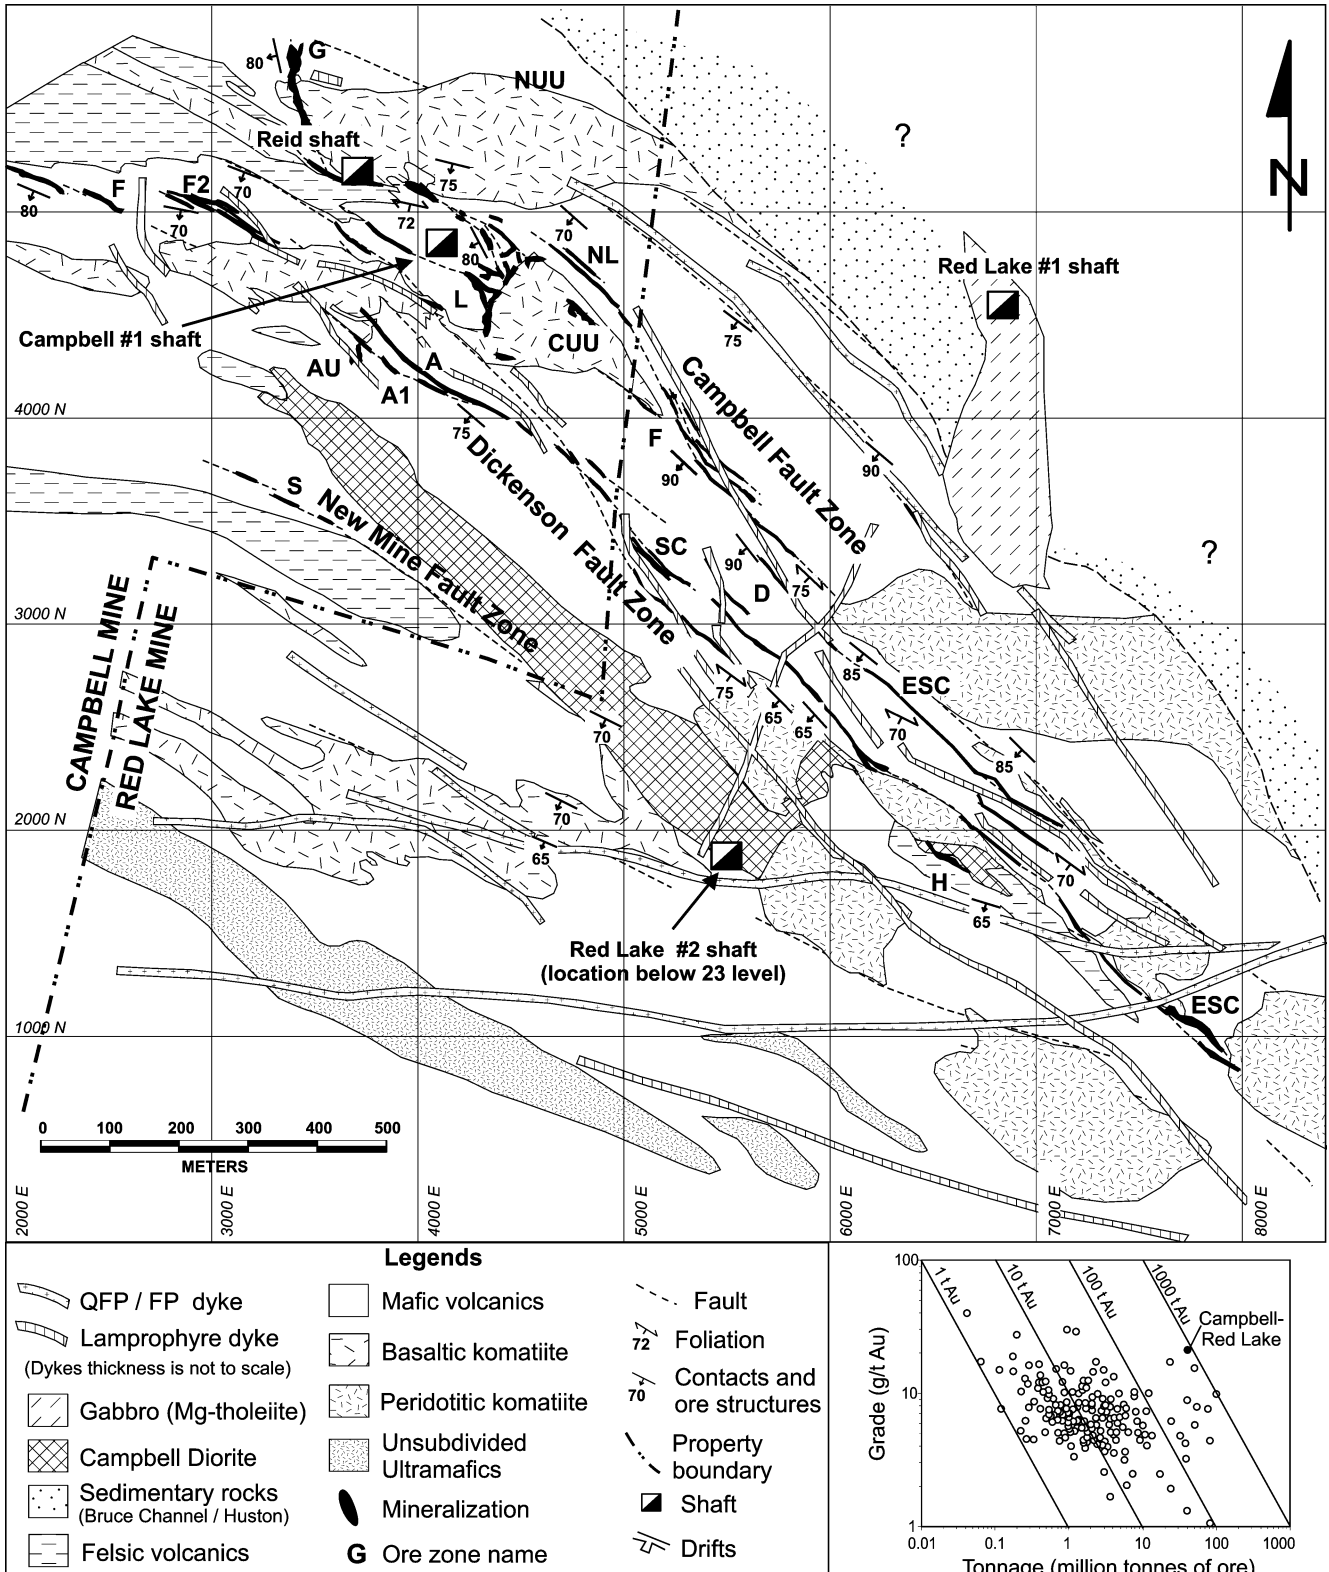 G
80
NUU
Reid shaft
?
N
F
F2
70
75
80
70
72
70
NL
80
L
Red Lake #1 shaft
Campbell #1 shaft
CUU
75
AU
A
A1
4000 N
75
F
Campbell Fault Zone
90
90
Dickenson Fault Zone
S New Mine Fault Zone
SC
90
D
75
?
3000 N
CAMPBELL MINE
RED LAKE MINE
75
85
ESC
65
65
70
70
85
2000 N
70
65
H
70
65
Red Lake #2 shaft
(location below 23 level)
ESC
1000 N
0 100 200 300 400 500
METERS
2000 E
3000 E
4000 E
5000 E
6000 E
7000 E
8000 E
Legends
QFP / FP dyke
Lamprophyre dyke
(Dykes thickness is not to scale)
Gabbro (Mg-tholeiite)
Campbell Diorite
Sedimentary rocks
(Bruce Channel / Huston)
Felsic volcanics
Mafic volcanics
Basaltic komatiite
Peridotitic komatiite
Unsubdivided
Ultramafics
Mineralization
G Ore zone name
Fault
72 Foliation
70 Contacts and
ore structures
Property
boundary
Shaft
Drifts
100
10
1
Grade (g/t Au)
1 t Au
10 t Au
100 t Au
1000 t Au
Campbell-
Red Lake
0.01 0.1 1 10 100 1000
Tonnage (million tonnes of ore)